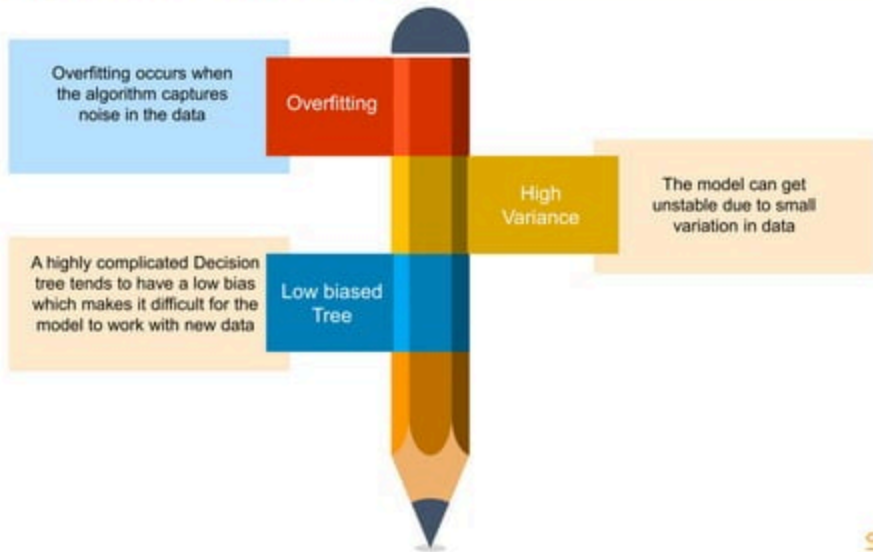 Overfitting occurs when
the algorithm captures
noise in the data
Overfitting
High
Variance
The model can get
unstable due to small
variation in data
A highly complicated Decision
tree tends to have a low bias
which makes it difficult for the
model to work with new data
Low biased
Tree